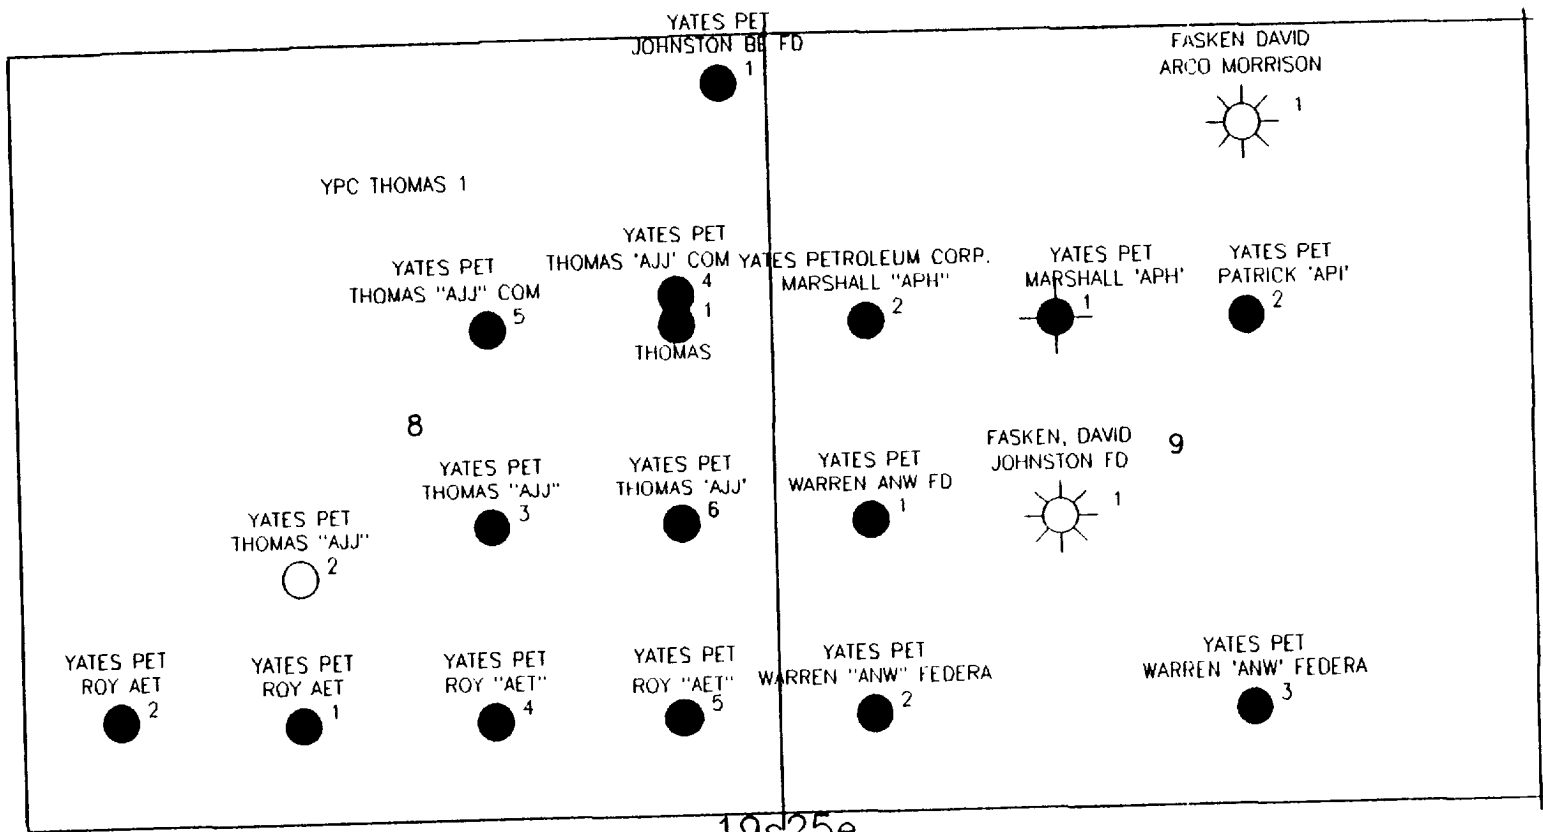 YATES PET
JOHNSTON BE FD
1
FASKEN DAVID
ARCO MORRISON
1
YPC THOMAS 1
YATES PET
THOMAS "AJJ" COM
5
YATES PET
THOMAS 'AJJ' COM
4
1
THOMAS
YATES PETROLEUM CORP.
MARSHALL "APH"
2
YATES PET
MARSHALL 'APH'
1
YATES PET
PATRICK 'API'
2
8
9
YATES PET
THOMAS "AJJ"
3
YATES PET
THOMAS 'AJJ'
6
YATES PET
WARREN ANW FD
1
FASKEN, DAVID
JOHNSTON FD
1
YATES PET
THOMAS "AJJ"
2
YATES PET
ROY AET
2
YATES PET
ROY AET
1
YATES PET
ROY "AET"
4
YATES PET
ROY "AET"
5
YATES PET
WARREN "ANW" FEDERA
2
YATES PET
WARREN 'ANW' FEDERA
3
19s25e